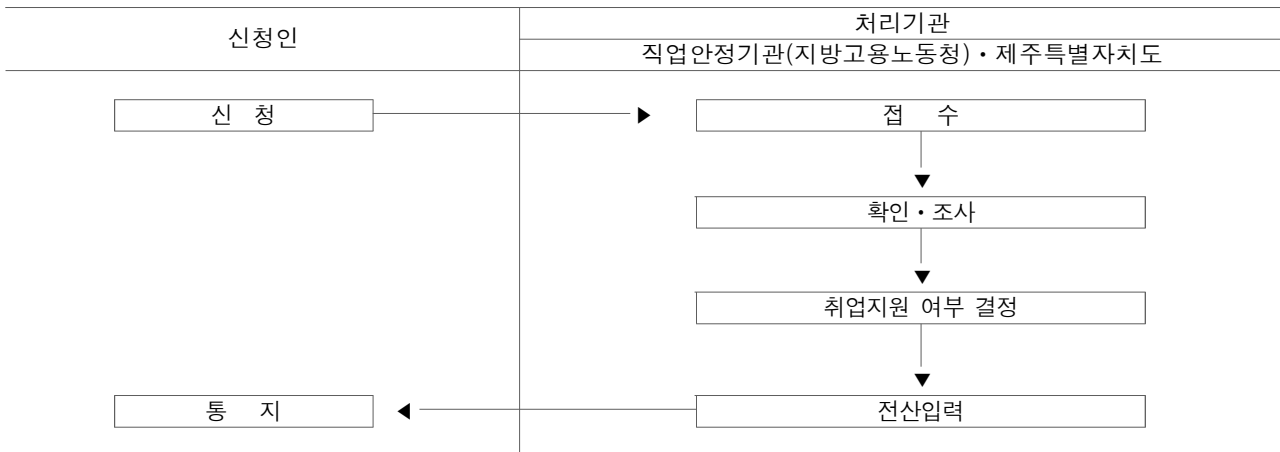 신청인
처리기관
직업안정기관(지방고용노동청)・제주특별자치도
신 청
접 수
확인・조사
취업지원 여부 결정
통 지
전산입력